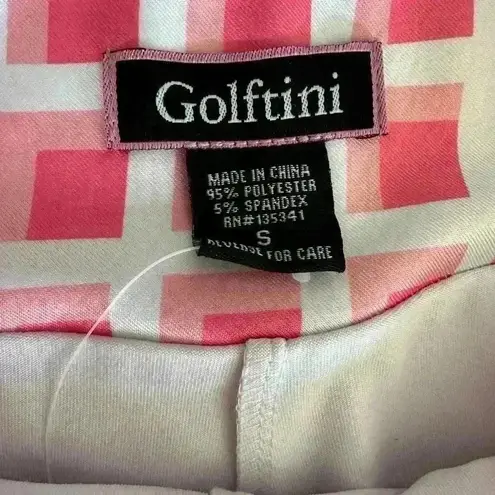 Golftini
MADE IN CHINA
95% POLYESTER
5% SPANDEX
RN#135341
S
REVERSE FOR CARE